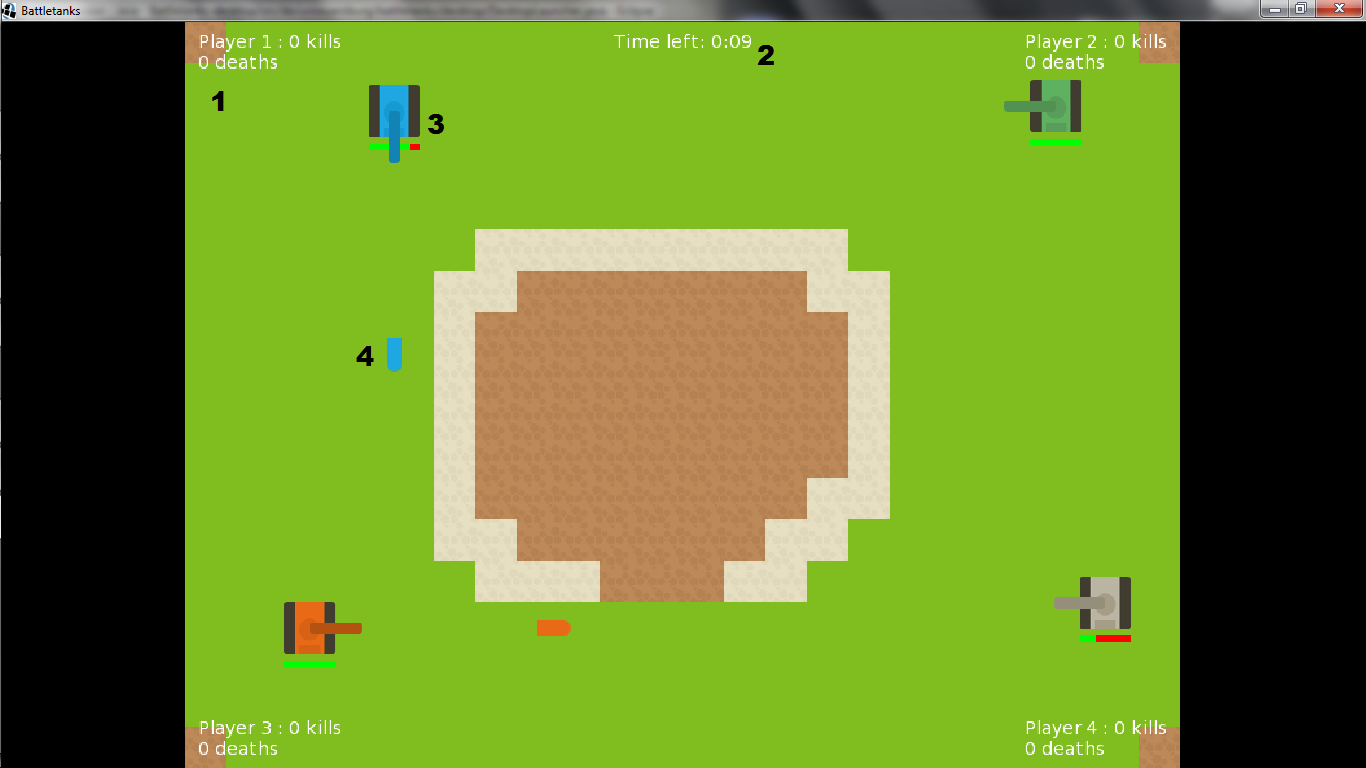 Battletanks
Player 1 : 0 kills
0 deaths
Time left: 0:09
2
Player 2 : 0 kills
0 deaths
1
3
4
Player 3 : 0 kills
0 deaths
Player 4 : 0 kills
0 deaths